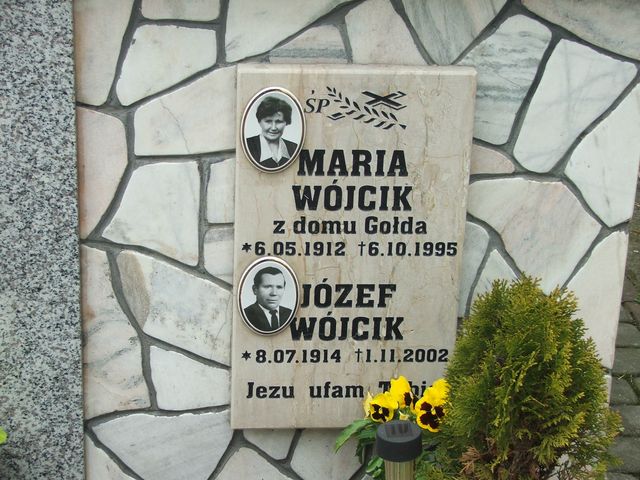 ŚP
MARIA
WÓJCIK
z domu Gołda
*6.05.1912 †6.10.1995
JÓZEF
WÓJCIK
*8.07.1914 †1.11.2002
Jezu ufam